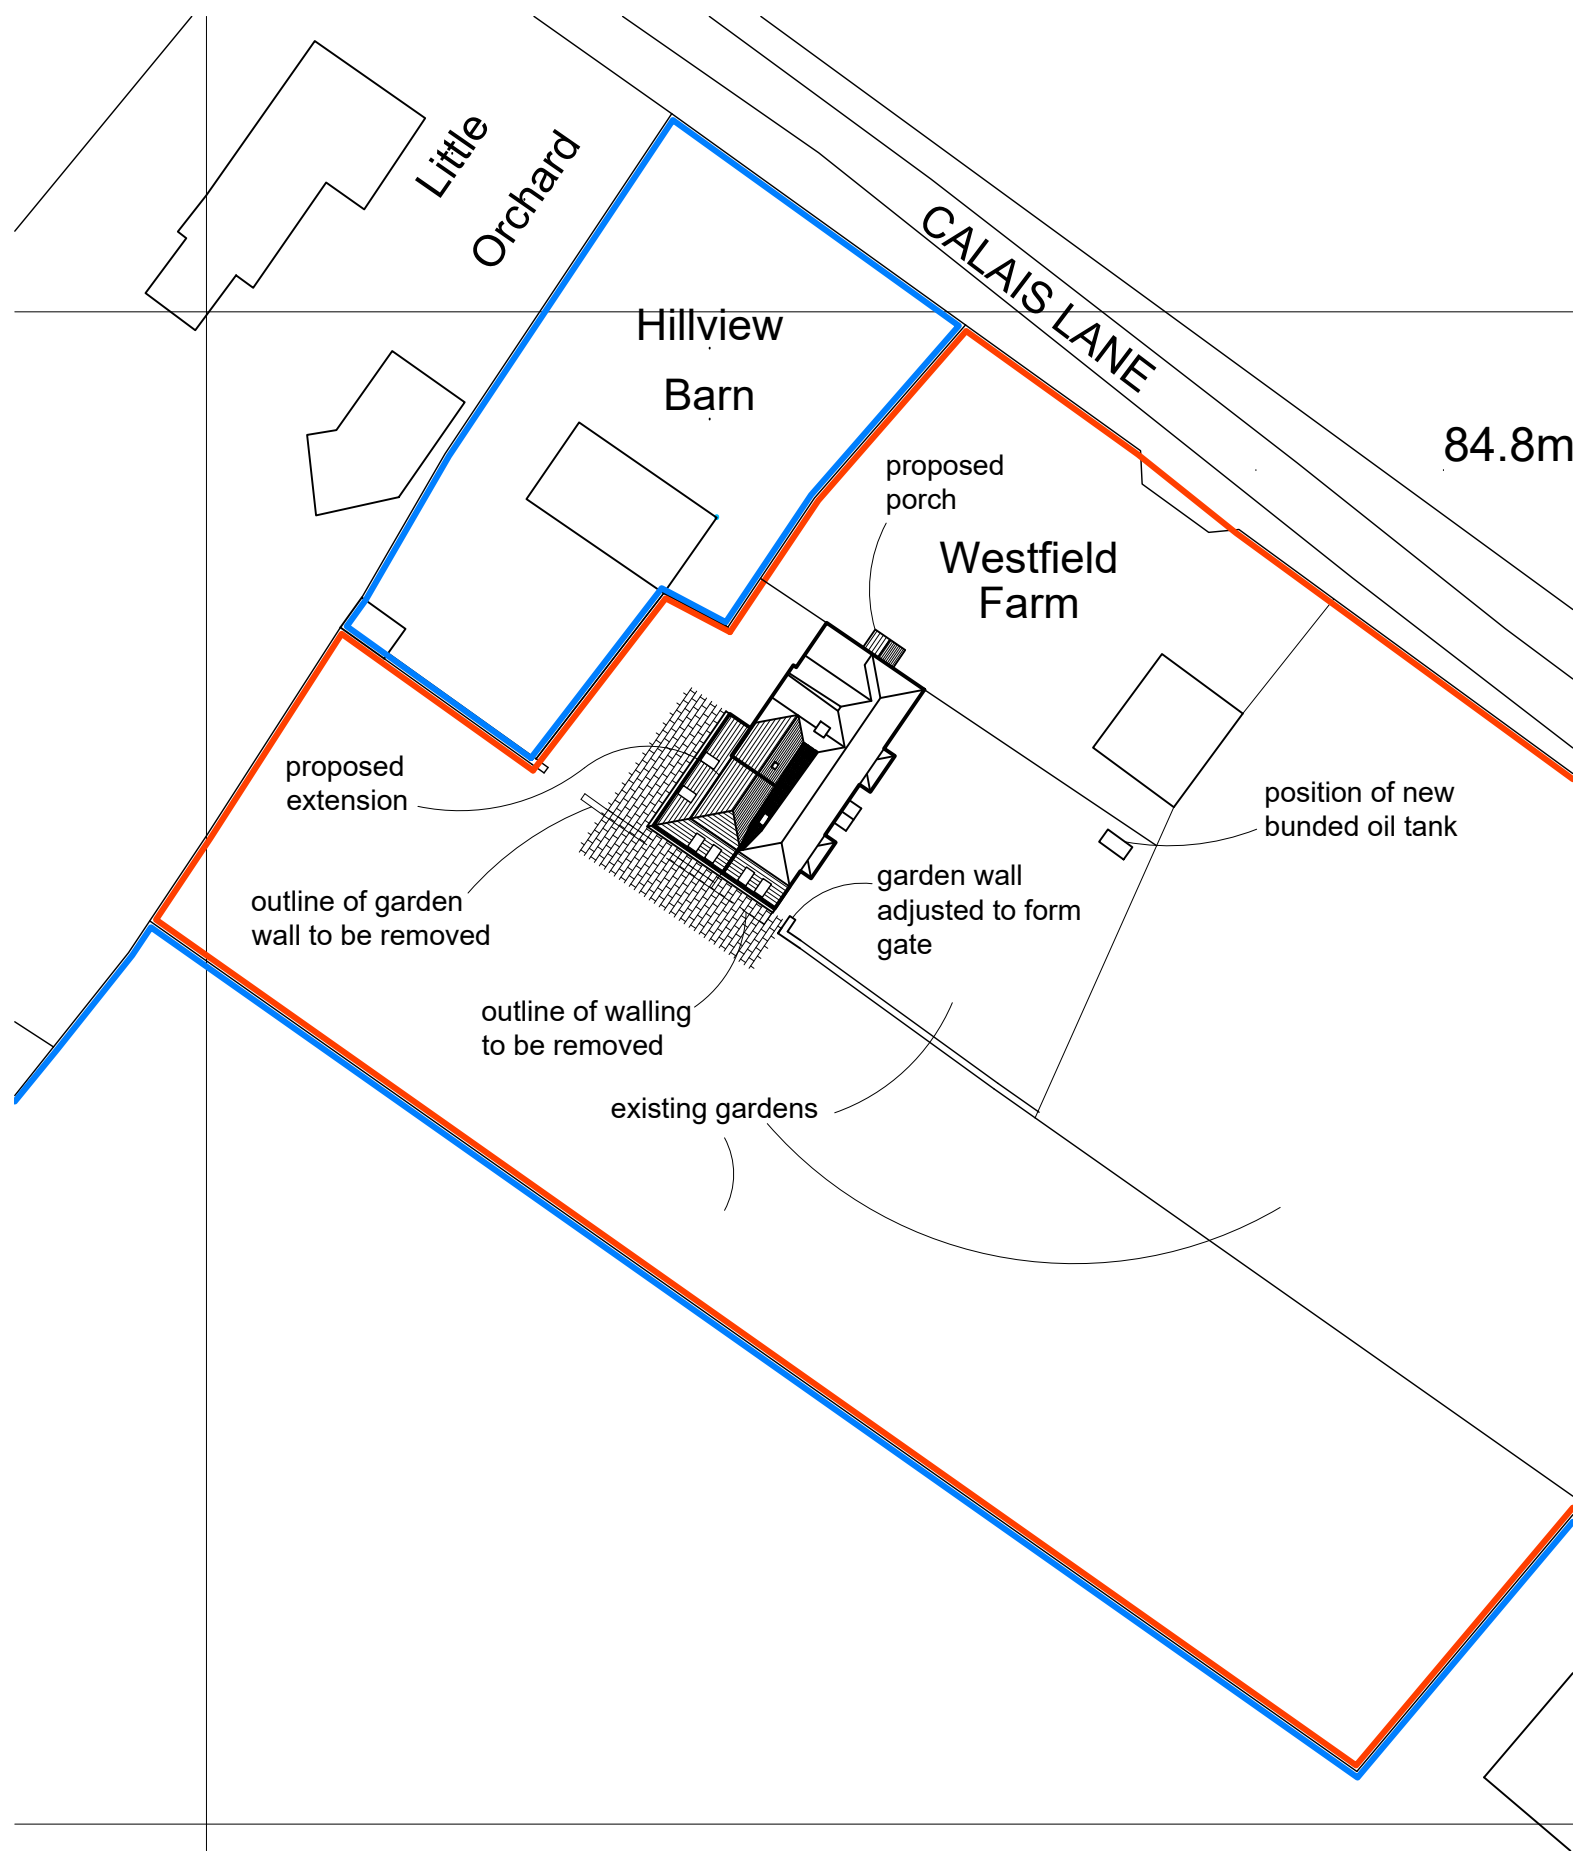 Little
Orchard
CALAIS LANE
Hillview
Barn
84.8m
proposed
porch
Westfield
Farm
proposed
extension
position of new
bunded oil tank
outline of garden
wall to be removed
garden wall
adjusted to form
gate
outline of walling
to be removed
existing gardens